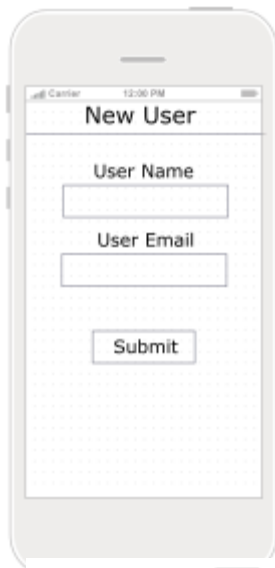 Carrier 12:00 PM
New User
User Name
User Email
Submit